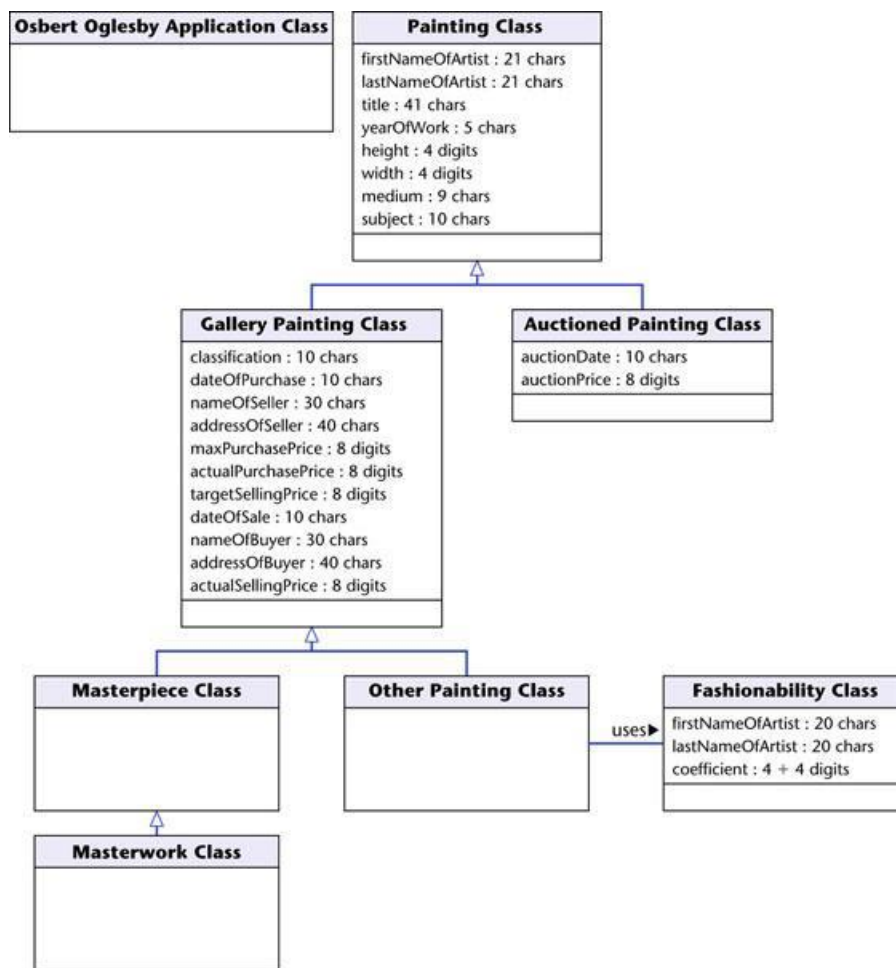 Osbert Oglesby Application Class
Painting Class
firstNameOfArtist : 21 chars
lastNameOfArtist : 21 chars
title : 41 chars
yearOfWork : 5 chars
height : 4 digits
width : 4 digits
medium : 9 chars
subject : 10 chars
Gallery Painting Class
classification : 10 chars
dateOfPurchase : 10 chars
nameOfSeller : 30 chars
addressOfSeller : 40 chars
maxPurchasePrice : 8 digits
actualPurchasePrice : 8 digits
targetSellingPrice : 8 digits
dateOfSale : 10 chars
nameOfBuyer : 30 chars
addressOfBuyer : 40 chars
actualSellingPrice : 8 digits
Auctioned Painting Class
auctionDate : 10 chars
auctionPrice : 8 digits
Masterpiece Class
Other Painting Class
uses▶
Fashionability Class
firstNameOfArtist : 20 chars
lastNameOfArtist : 20 chars
coefficient : 4 + 4 digits
Masterwork Class